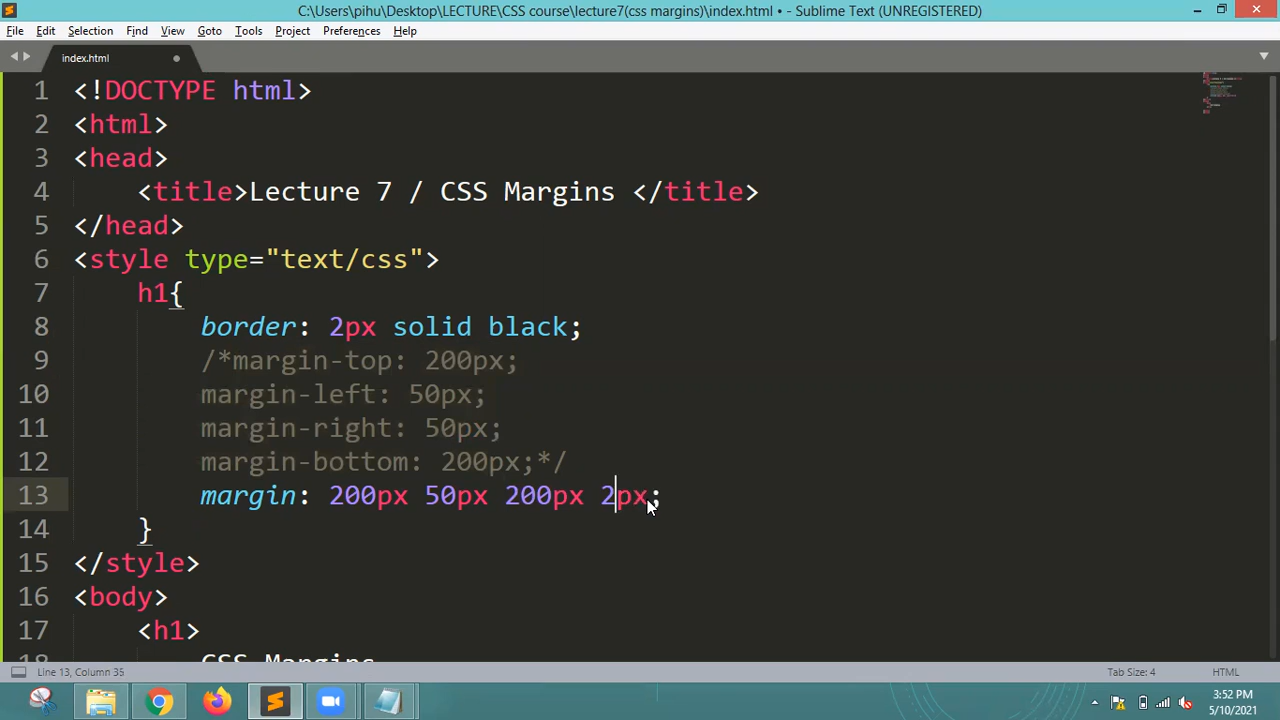 C:\Users\pihu\Desktop\LECTURE\CSS course\lecture7(css margins)\index.html • - Sublime Text (UNREGISTERED)
File Edit Selection Find View Goto Tools Project Preferences Help
index.html
1 <!DOCTYPE html>
2 <html>
3 <head>
4 <title>Lecture 7 / CSS Margins </title>
5 </head>
6 <style type="text/css">
7 h1{
8 border: 2px solid black;
9 /*margin-top: 200px;
10 margin-left: 50px;
11 margin-right: 50px;
12 margin-bottom: 200px;*/
13 margin: 200px 50px 200px 2px;
14 }
15 </style>
16 <body>
17 <h1>
18 CSS Margins
Line 13, Column 35 Tab Size: 4 HTML
3:52 PM
5/10/2021